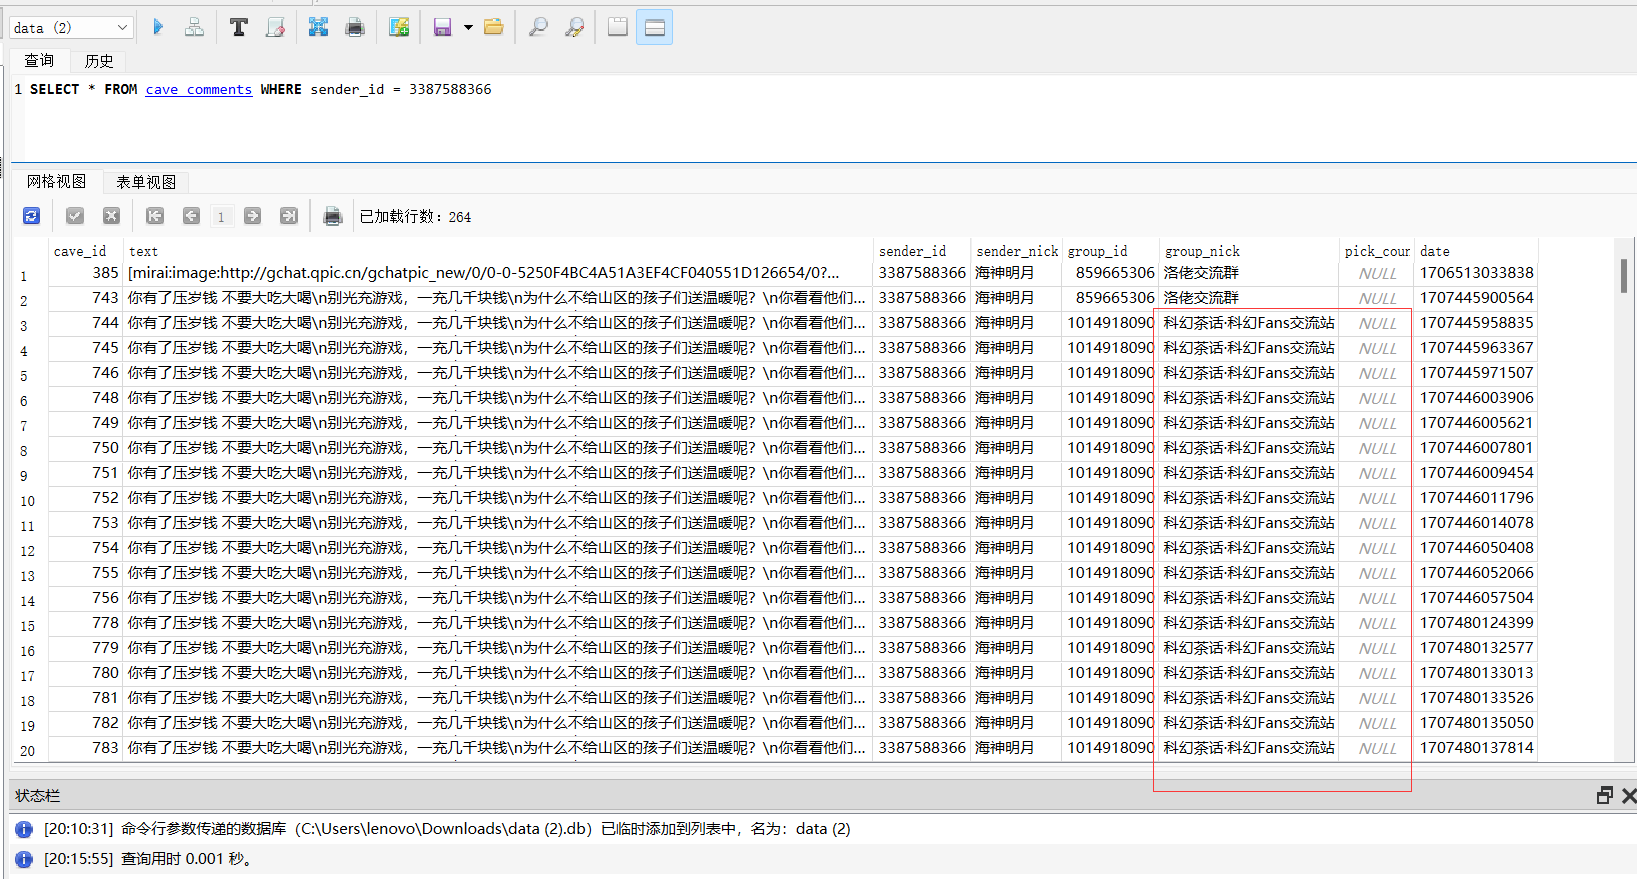 data (2)
查询 历史
1 SELECT * FROM cave_comments WHERE sender_id = 3387588366
网格视图 表单视图
1 已加载行数：264
cave_id text sender_id sender_nick group_id group_nick pick_coun date
1 385 [mirai:image:http://gchat.qpic.cn/gchatpic_new/0/0-0-5250F4BC4A51A3EF4CF040551D126654/0?... 3387588366 海神明月 859665306 洛佬交流群 NULL 1706513033838
2 743 你有了压岁钱 不要大吃大喝\n别光充游戏，一充几千块钱\n为什么不给山区的孩子们送温暖呢？\n你看看他们... 3387588366 海神明月 859665306 洛佬交流群 NULL 1707445900564
3 744 你有了压岁钱 不要大吃大喝\n别光充游戏，一充几千块钱\n为什么不给山区的孩子们送温暖呢？\n你看看他们... 3387588366 海神明月 1014918090 科幻茶话·科幻Fans交流站 NULL 1707445958835
4 745 你有了压岁钱 不要大吃大喝\n别光充游戏，一充几千块钱\n为什么不给山区的孩子们送温暖呢？\n你看看他们... 3387588366 海神明月 1014918090 科幻茶话·科幻Fans交流站 NULL 1707445963367
5 746 你有了压岁钱 不要大吃大喝\n别光充游戏，一充几千块钱\n为什么不给山区的孩子们送温暖呢？\n你看看他们... 3387588366 海神明月 1014918090 科幻茶话·科幻Fans交流站 NULL 1707445971507
6 748 你有了压岁钱 不要大吃大喝\n别光充游戏，一充几千块钱\n为什么不给山区的孩子们送温暖呢？\n你看看他们... 3387588366 海神明月 1014918090 科幻茶话·科幻Fans交流站 NULL 1707446003906
7 749 你有了压岁钱 不要大吃大喝\n别光充游戏，一充几千块钱\n为什么不给山区的孩子们送温暖呢？\n你看看他们... 3387588366 海神明月 1014918090 科幻茶话·科幻Fans交流站 NULL 1707446005621
8 750 你有了压岁钱 不要大吃大喝\n别光充游戏，一充几千块钱\n为什么不给山区的孩子们送温暖呢？\n你看看他们... 3387588366 海神明月 1014918090 科幻茶话·科幻Fans交流站 NULL 1707446007801
9 751 你有了压岁钱 不要大吃大喝\n别光充游戏，一充几千块钱\n为什么不给山区的孩子们送温暖呢？\n你看看他们... 3387588366 海神明月 1014918090 科幻茶话·科幻Fans交流站 NULL 1707446009454
10 752 你有了压岁钱 不要大吃大喝\n别光充游戏，一充几千块钱\n为什么不给山区的孩子们送温暖呢？\n你看看他们... 3387588366 海神明月 1014918090 科幻茶话·科幻Fans交流站 NULL 1707446011796
11 753 你有了压岁钱 不要大吃大喝\n别光充游戏，一充几千块钱\n为什么不给山区的孩子们送温暖呢？\n你看看他们... 3387588366 海神明月 1014918090 科幻茶话·科幻Fans交流站 NULL 1707446014078
12 754 你有了压岁钱 不要大吃大喝\n别光充游戏，一充几千块钱\n为什么不给山区的孩子们送温暖呢？\n你看看他们... 3387588366 海神明月 1014918090 科幻茶话·科幻Fans交流站 NULL 1707446050408
13 755 你有了压岁钱 不要大吃大喝\n别光充游戏，一充几千块钱\n为什么不给山区的孩子们送温暖呢？\n你看看他们... 3387588366 海神明月 1014918090 科幻茶话·科幻Fans交流站 NULL 1707446052066
14 756 你有了压岁钱 不要大吃大喝\n别光充游戏，一充几千块钱\n为什么不给山区的孩子们送温暖呢？\n你看看他们... 3387588366 海神明月 1014918090 科幻茶话·科幻Fans交流站 NULL 1707446057504
15 778 你有了压岁钱 不要大吃大喝\n别光充游戏，一充几千块钱\n为什么不给山区的孩子们送温暖呢？\n你看看他们... 3387588366 海神明月 1014918090 科幻茶话·科幻Fans交流站 NULL 1707480124399
16 779 你有了压岁钱 不要大吃大喝\n别光充游戏，一充几千块钱\n为什么不给山区的孩子们送温暖呢？\n你看看他们... 3387588366 海神明月 1014918090 科幻茶话·科幻Fans交流站 NULL 1707480132577
17 780 你有了压岁钱 不要大吃大喝\n别光充游戏，一充几千块钱\n为什么不给山区的孩子们送温暖呢？\n你看看他们... 3387588366 海神明月 1014918090 科幻茶话·科幻Fans交流站 NULL 1707480133013
18 781 你有了压岁钱 不要大吃大喝\n别光充游戏，一充几千块钱\n为什么不给山区的孩子们送温暖呢？\n你看看他们... 3387588366 海神明月 1014918090 科幻茶话·科幻Fans交流站 NULL 1707480133526
19 782 你有了压岁钱 不要大吃大喝\n别光充游戏，一充几千块钱\n为什么不给山区的孩子们送温暖呢？\n你看看他们... 3387588366 海神明月 1014918090 科幻茶话·科幻Fans交流站 NULL 1707480135050
20 783 你有了压岁钱 不要大吃大喝\n别光充游戏，一充几千块钱\n为什么不给山区的孩子们送温暖呢？\n你看看他们... 3387588366 海神明月 1014918090 科幻茶话·科幻Fans交流站 NULL 1707480137814
状态栏
[20:10:31] 命令行参数传递的数据库（C:\Users\lenovo\Downloads\data (2).db）已临时添加到列表中，名为：data (2)
[20:15:55] 查询用时 0.001 秒。